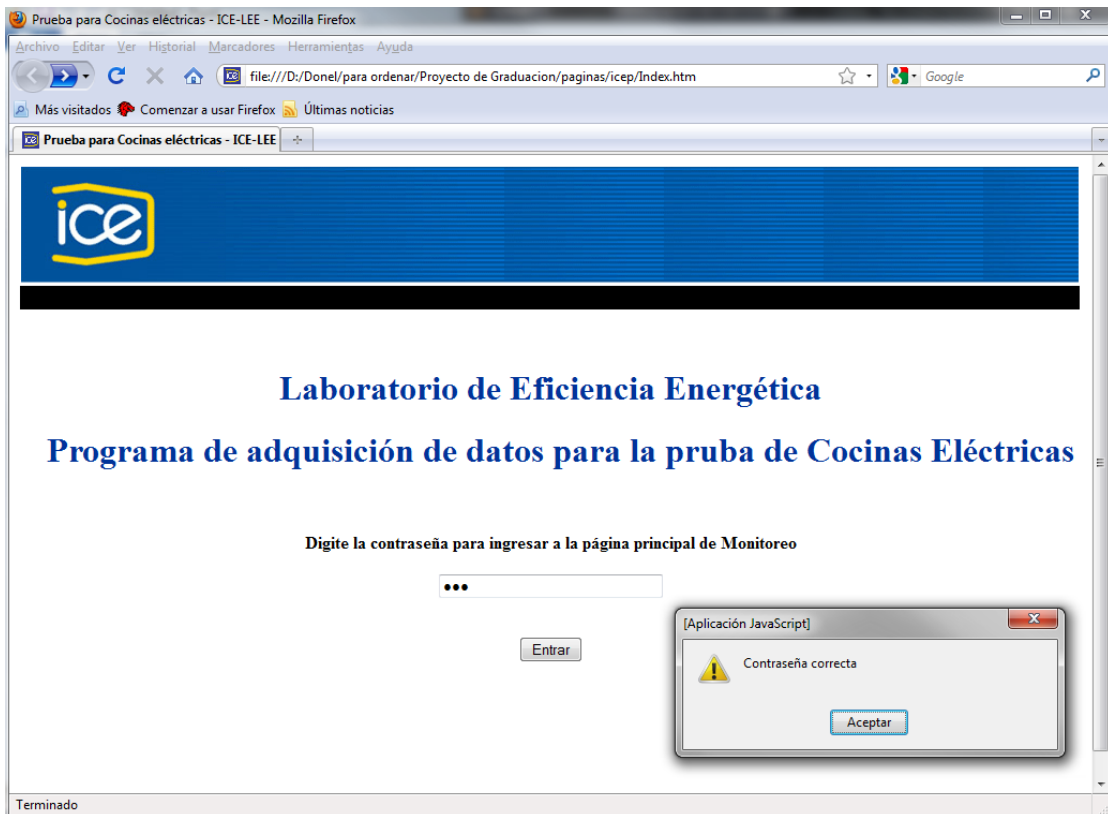 Prueba para Cocinas eléctricas - ICE-LEE - Mozilla Firefox
Archivo Editar Ver Historial Marcadores Herramientas Ayuda
file:///D:/Donel/para ordenar/Proyecto de Graduacion/paginas/icep/Index.htm
Google
Más visitados Comenzar a usar Firefox Últimas noticias
Prueba para Cocinas eléctricas - ICE-LEE
ice
Laboratorio de Eficiencia Energética
Programa de adquisición de datos para la pruba de Cocinas Eléctricas
Digite la contraseña para ingresar a la página principal de Monitoreo
•••
Entrar
[Aplicación JavaScript]
Contraseña correcta
Aceptar
Terminado